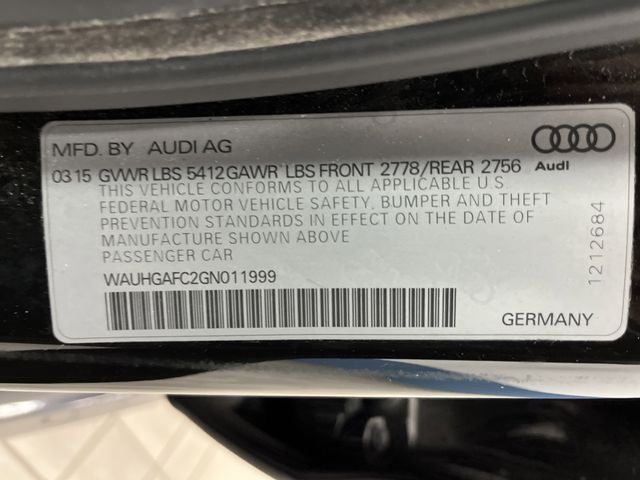 MFD. BY AUDI AG
Audi
03 15 GVWR LBS 5412 GAWR LBS FRONT 2778/REAR 2756
THIS VEHICLE CONFORMS TO ALL APPLICABLE U.S.
FEDERAL MOTOR VEHICLE SAFETY, BUMPER AND THEFT
PREVENTION STANDARDS IN EFFECT ON THE DATE OF
MANUFACTURE SHOWN ABOVE
PASSENGER CAR
WAUHGAFC2GN011999
GERMANY
1212684